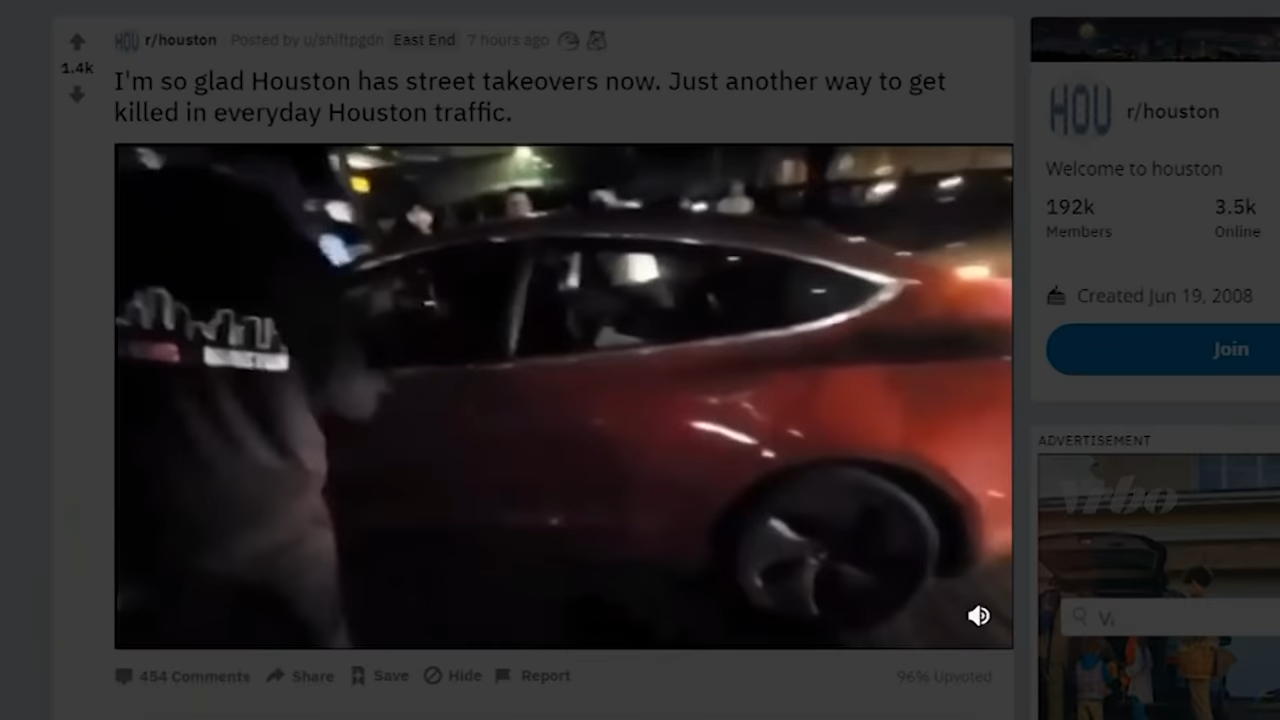 HOU r/houston Posted by u/shiftpgdn East End 7 hours ago
1.4k
I'm so glad Houston has street takeovers now. Just another way to get
killed in everyday Houston traffic.
454 Comments Share Save Hide Report 96% Upvoted
HOU r/houston
Welcome to houston
192k 3.5k
Members Online
Created Jun 19, 2008
Join
ADVERTISEMENT
Vrbo